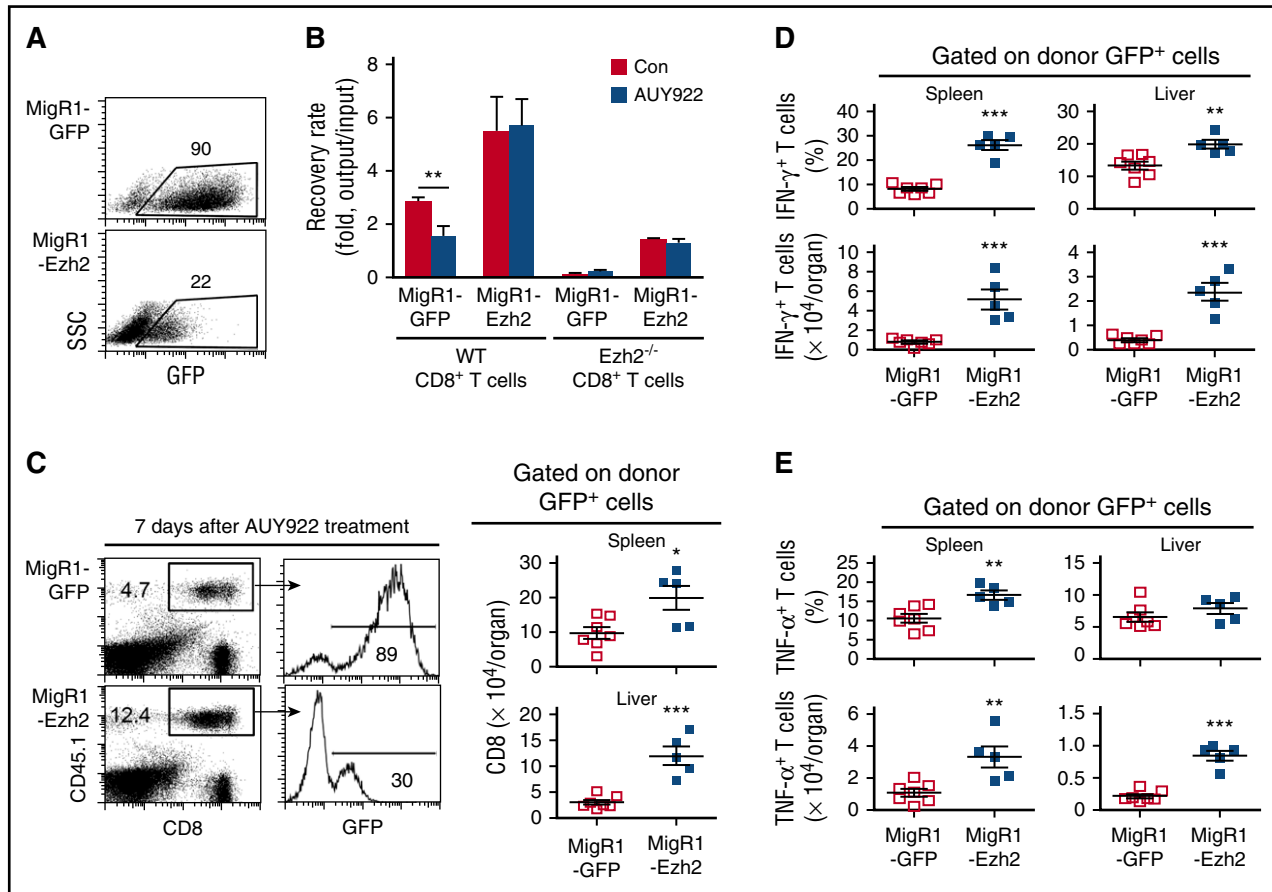 A
MigR1-
GFP
90
MigR1
-Ezh2
22
SSC
GFP
B
Recovery rate
(fold, output/input)
8
6
4
2
0
Con
AUY922
**
MigR1-
GFP
MigR1-
Ezh2
MigR1-
GFP
MigR1-
Ezh2
WT
CD8+ T cells
Ezh2-/-
CD8+ T cells
C
7 days after AUY922 treatment
MigR1-
GFP
4.7
89
MigR1
-Ezh2
12.4
30
CD45.1
CD8
GFP
Gated on donor
GFP+ cells
CD8 (× 10⁴/organ)
Spleen
*
30
20
10
0
Liver
***
20
15
10
5
0
MigR1
-GFP
MigR1
-Ezh2
D
Gated on donor GFP+ cells
IFN-γ+ T cells
(%)
Spleen
***
40
30
20
10
0
Liver
**
30
20
10
0
IFN-γ+ T cells
(× 10⁴/organ)
***
10
8
6
4
2
0
***
4
3
2
1
0
MigR1
-GFP
MigR1
-Ezh2
MigR1
-GFP
MigR1
-Ezh2
E
Gated on donor GFP+ cells
TNF-α+ T cells
(%)
Spleen
**
25
20
15
10
5
0
Liver
15
10
5
0
TNF-α+ T cells
(× 10⁴/organ)
**
6
4
2
0
***
1.5
1.0
0.5
0
MigR1
-GFP
MigR1
-Ezh2
MigR1
-GFP
MigR1
-Ezh2